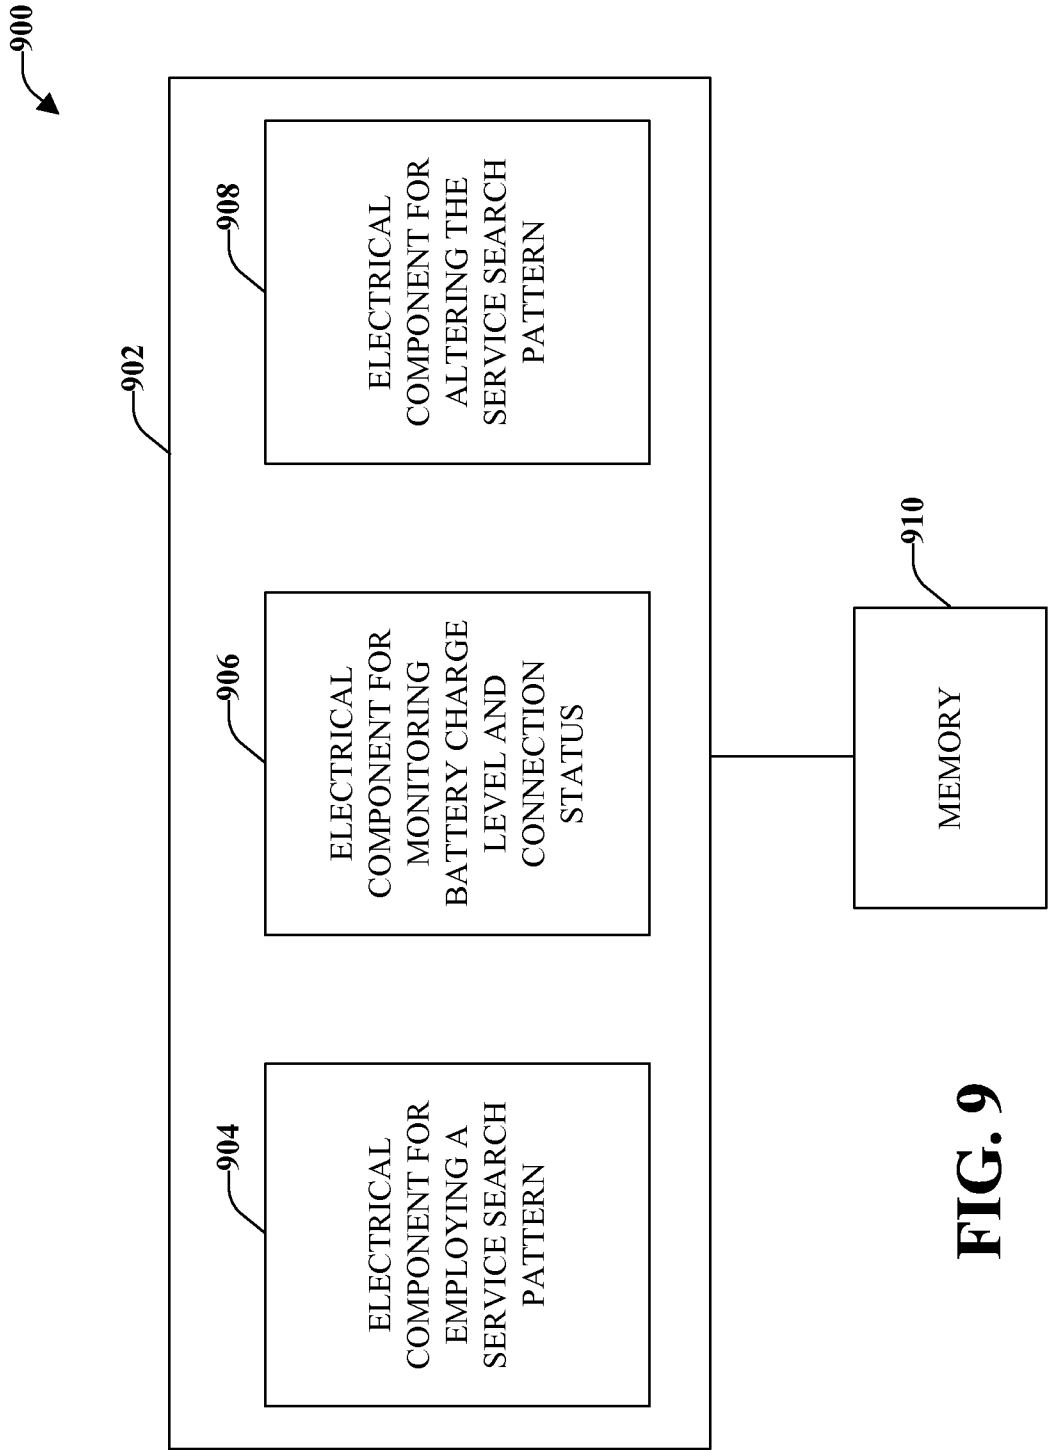 900
902
904
ELECTRICAL
COMPONENT FOR
EMPLOYING A
SERVICE SEARCH
PATTERN
906
ELECTRICAL
COMPONENT FOR
MONITORING
BATTERY CHARGE
LEVEL AND
CONNECTION
STATUS
908
ELECTRICAL
COMPONENT FOR
ALTERING THE
SERVICE SEARCH
PATTERN
910
MEMORY
FIG. 9